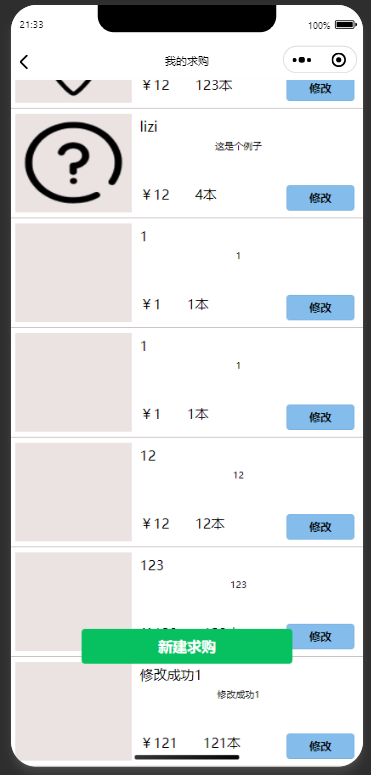 21:33 100%
我的求购
￥12 123本 修改
lizi
这是个例子
￥12 4本 修改
1
1
￥1 1本 修改
1
1
￥1 1本 修改
12
12
￥12 12本 修改
123
123
修改
新建求购
修改成功1
修改成功1
￥121 121本 修改